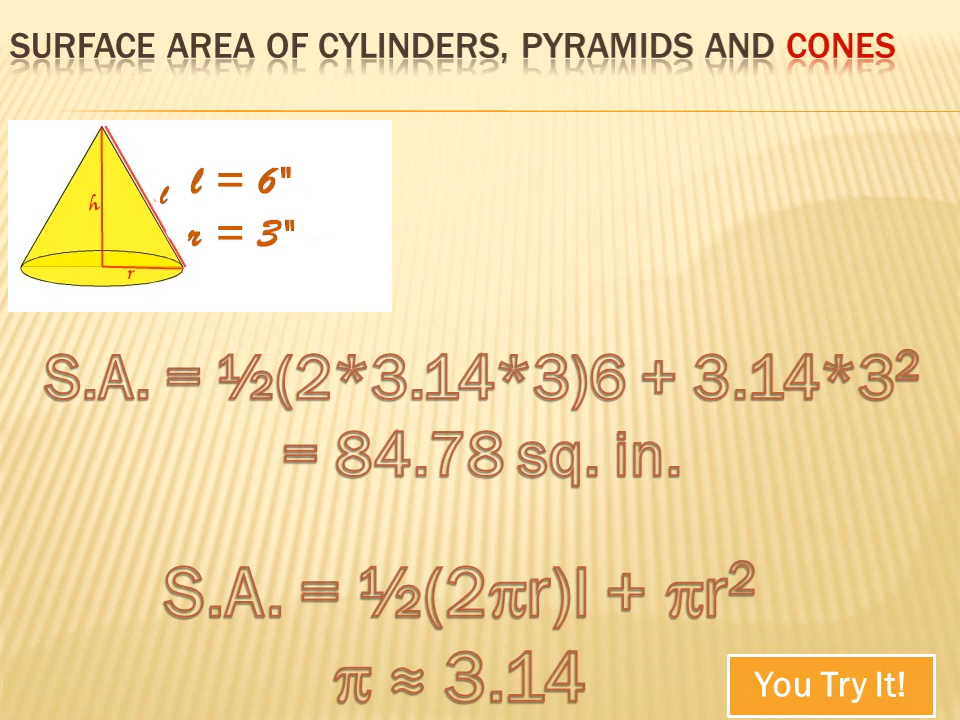 SURFACE AREA OF CYLINDERS, PYRAMIDS AND CONES
h
l
l = 6"
r = 3"
r
S.A. = ½(2*3.14*3)6 + 3.14*3²
= 84.78 sq. in.
S.A. = ½(2πr)l + πr²
π ≈ 3.14
You Try It!